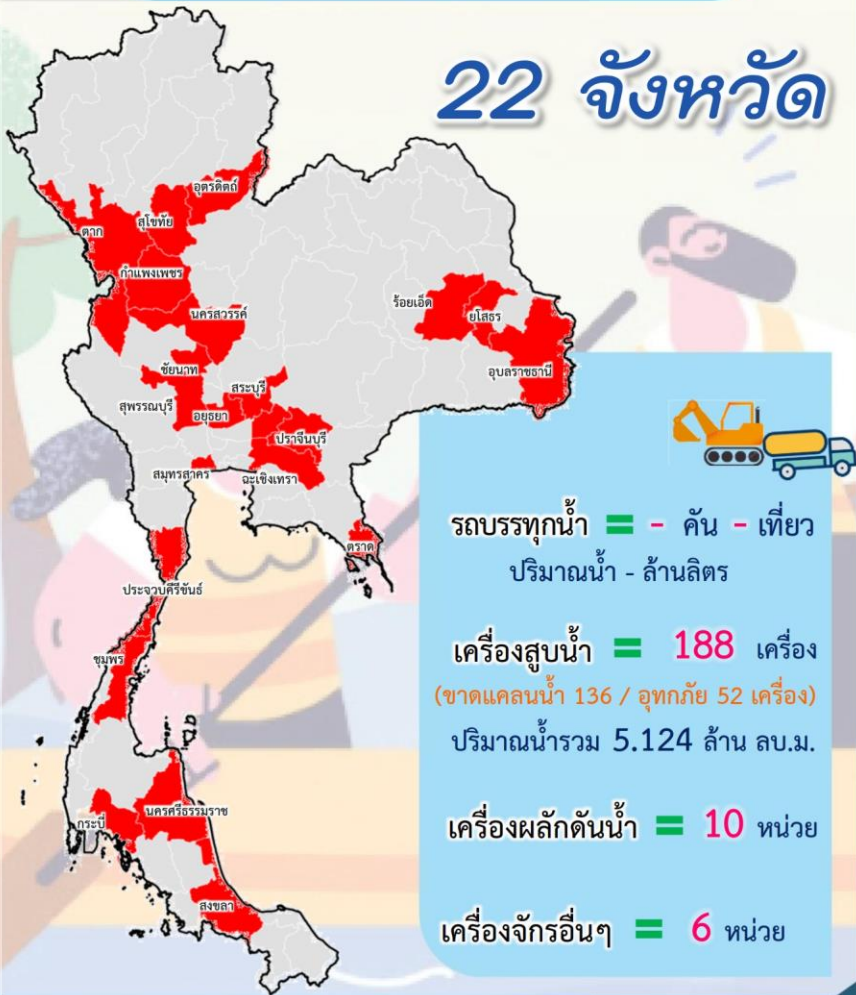 22 จังหวัด
อุตรดิตถ์
สุโขทัย
ตาก
กำแพงเพชร
นครสวรรค์
ร้อยเอ็ด
ยโสธร
อุบลราชธานี
ชัยนาท
สระบุรี
สุพรรณบุรี
อยุธยา
ปราจีนบุรี
สมุทรสาคร
ฉะเชิงเทรา
ตราด
ประจวบคีรีขันธ์
ชุมพร
นครศรีธรรมราช
กระบี่
สงขลา
รถบรรทุกน้ำ = - คัน - เที่ยว
ปริมาณน้ำ - ล้านลิตร
เครื่องสูบน้ำ = 188 เครื่อง
(ขาดแคลนน้ำ 136 / อุทกภัย 52 เครื่อง)
ปริมาณน้ำรวม 5.124 ล้าน ลบ.ม.
เครื่องผลักดันน้ำ = 10 หน่วย
เครื่องจักรอื่นๆ = 6 หน่วย